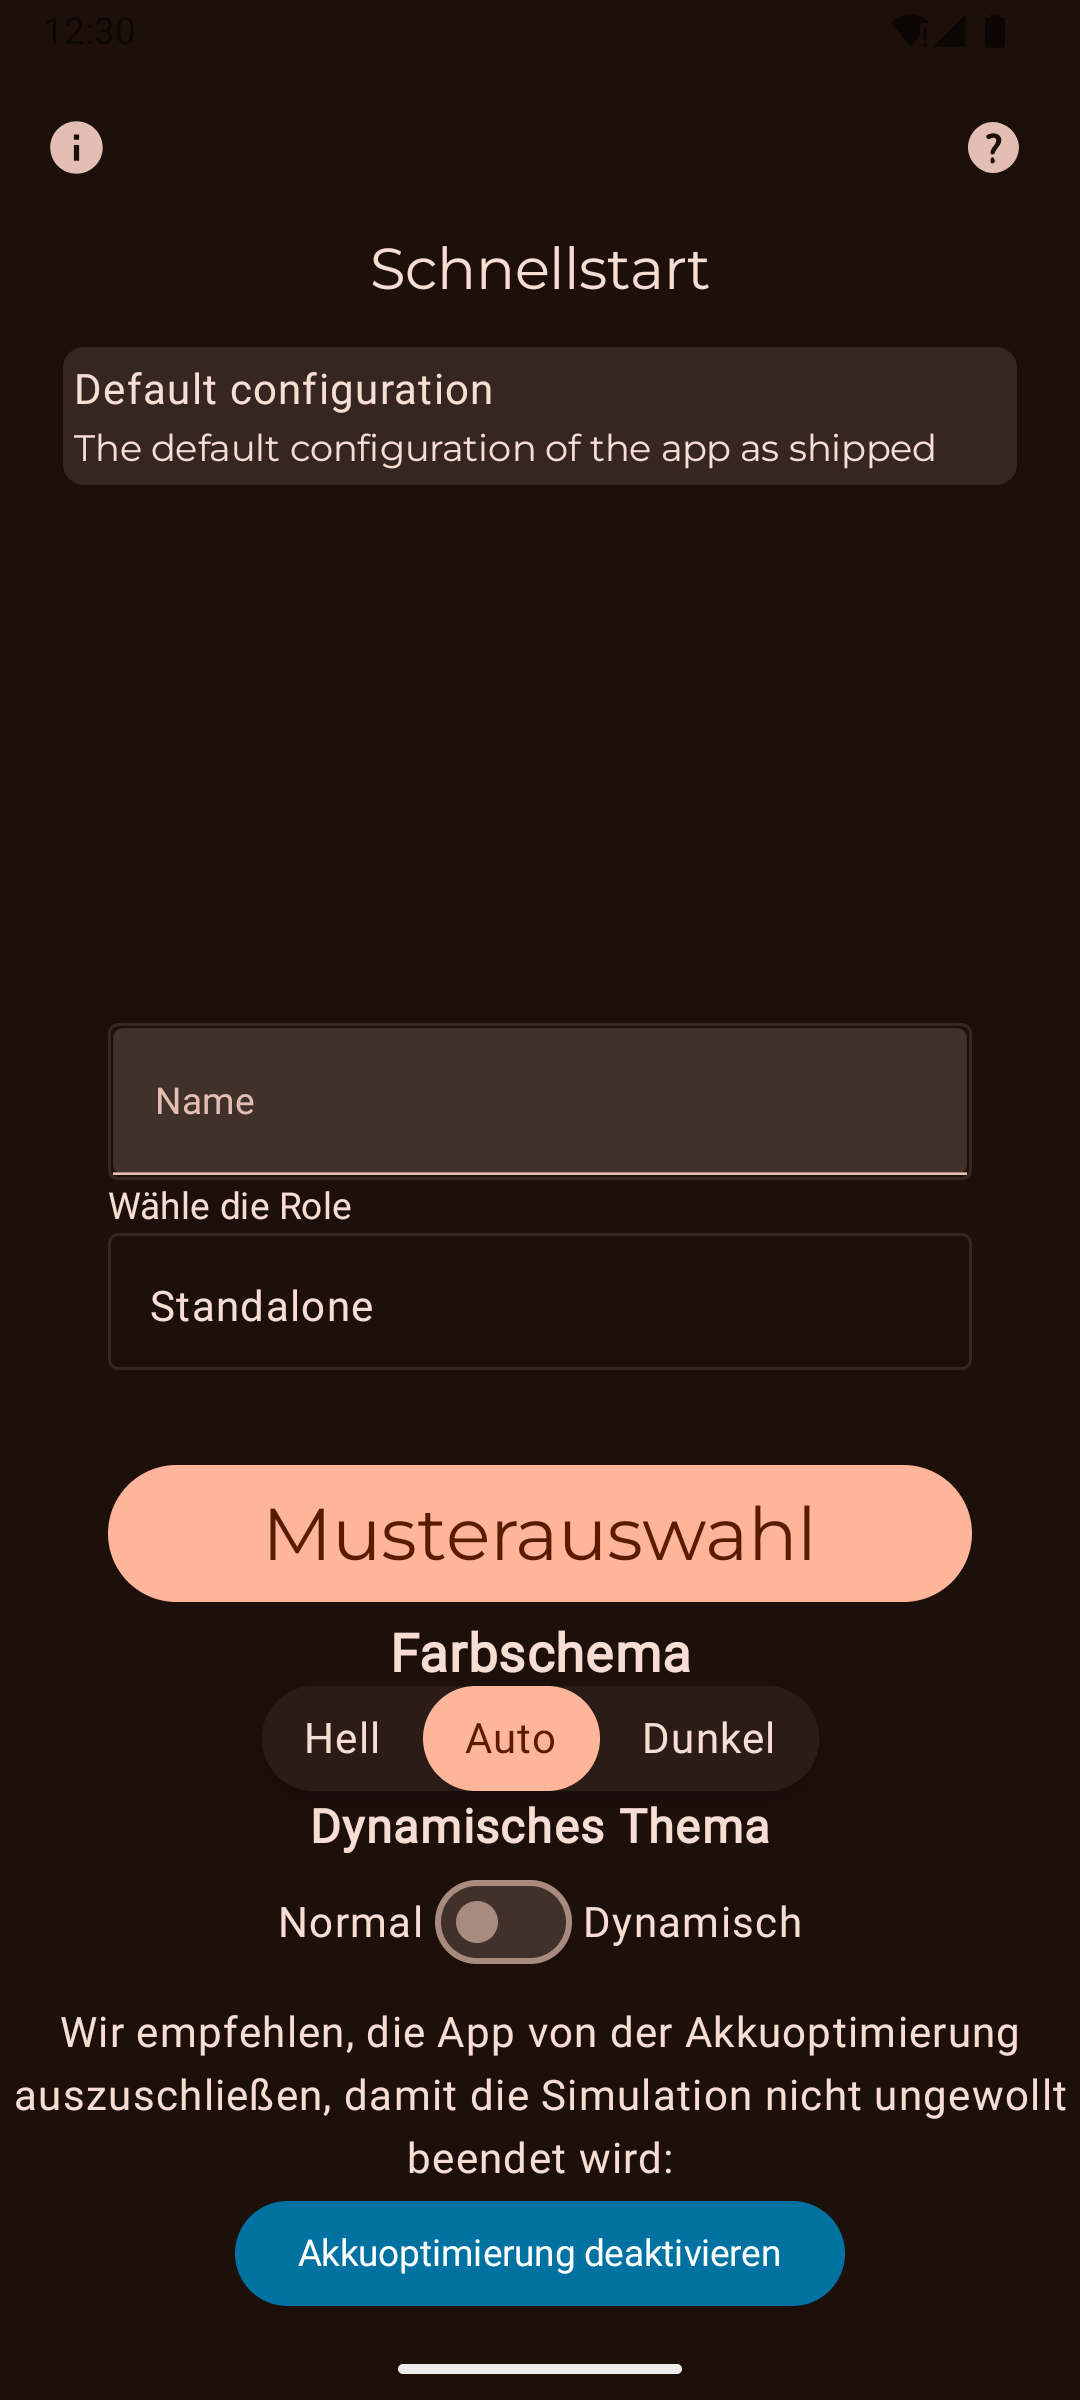 12:30
Schnellstart
Default configuration
The default configuration of the app as shipped
Name
Wähle die Role
Standalone
Musterauswahl
Farbschema
Hell Auto Dunkel
Dynamisches Thema
Normal Dynamisch
Wir empfehlen, die App von der Akkuoptimierung
auszuschließen, damit die Simulation nicht ungewollt
beendet wird:
Akkuoptimierung deaktivieren